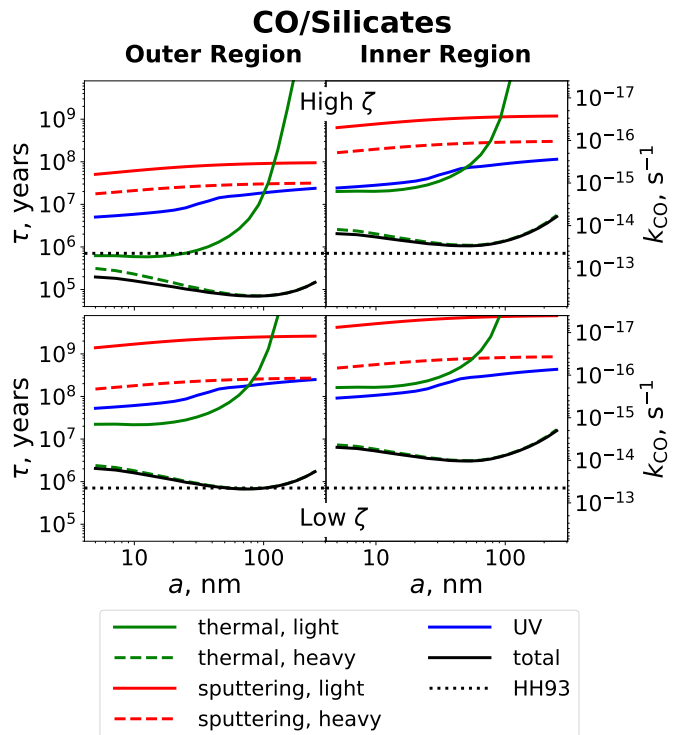 CO/Silicates
Outer Region Inner Region
High ζ
10⁹
10⁸
10⁷
10⁶
10⁵
τ, years
10⁻¹⁷
10⁻¹⁶
10⁻¹⁵
10⁻¹⁴
10⁻¹³
k_CO, s⁻¹
10⁹
10⁸
10⁷
10⁶
10⁵
τ, years
10⁻¹⁷
10⁻¹⁶
10⁻¹⁵
10⁻¹⁴
10⁻¹³
k_CO, s⁻¹
Low ζ
10 100 10 100
a, nm a, nm
thermal, light
thermal, heavy
sputtering, light
sputtering, heavy
UV
total
HH93